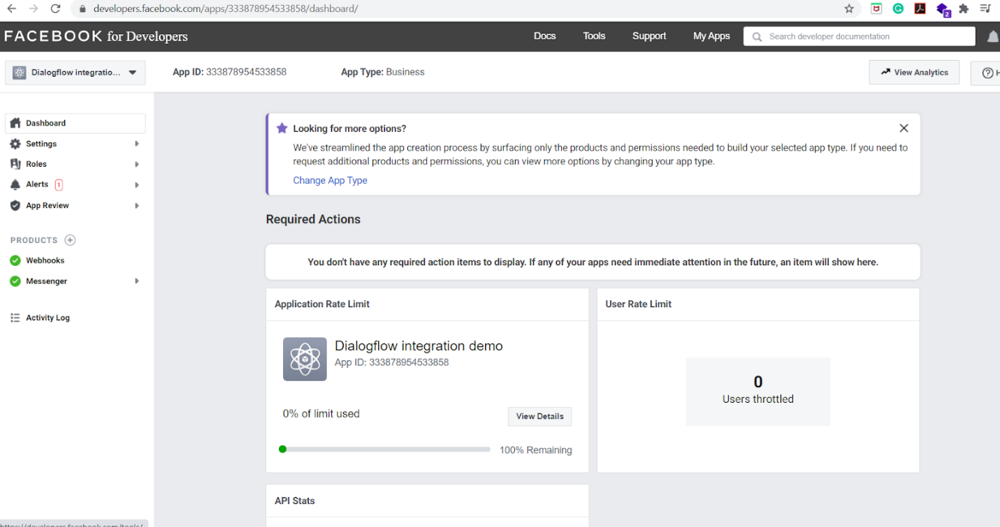 developers.facebook.com/apps/333878954533858/dashboard/
2
FACEBOOK for Developers
Docs
Tools
Support
My Apps
Search developer documentation
Dialogflow integratio...
App ID: 333878954533858
App Type: Business
View Analytics
H
Dashboard
Settings
Roles
Alerts 1
App Review
PRODUCTS
Webhooks
Messenger
Activity Log
Looking for more options?
We've streamlined the app creation process by surfacing only the products and permissions needed to build your selected app type. If you need to
request additional products and permissions, you can view more options by changing your app type.
Change App Type
Required Actions
You don't have any required action items to display. If any of your apps need immediate attention in the future, an item will show here.
Application Rate Limit
Dialogflow integration demo
App ID: 333878954533858
0% of limit used
View Details
100% Remaining
User Rate Limit
0
Users throttled
API Stats
https://developers.facebook.com/tools/